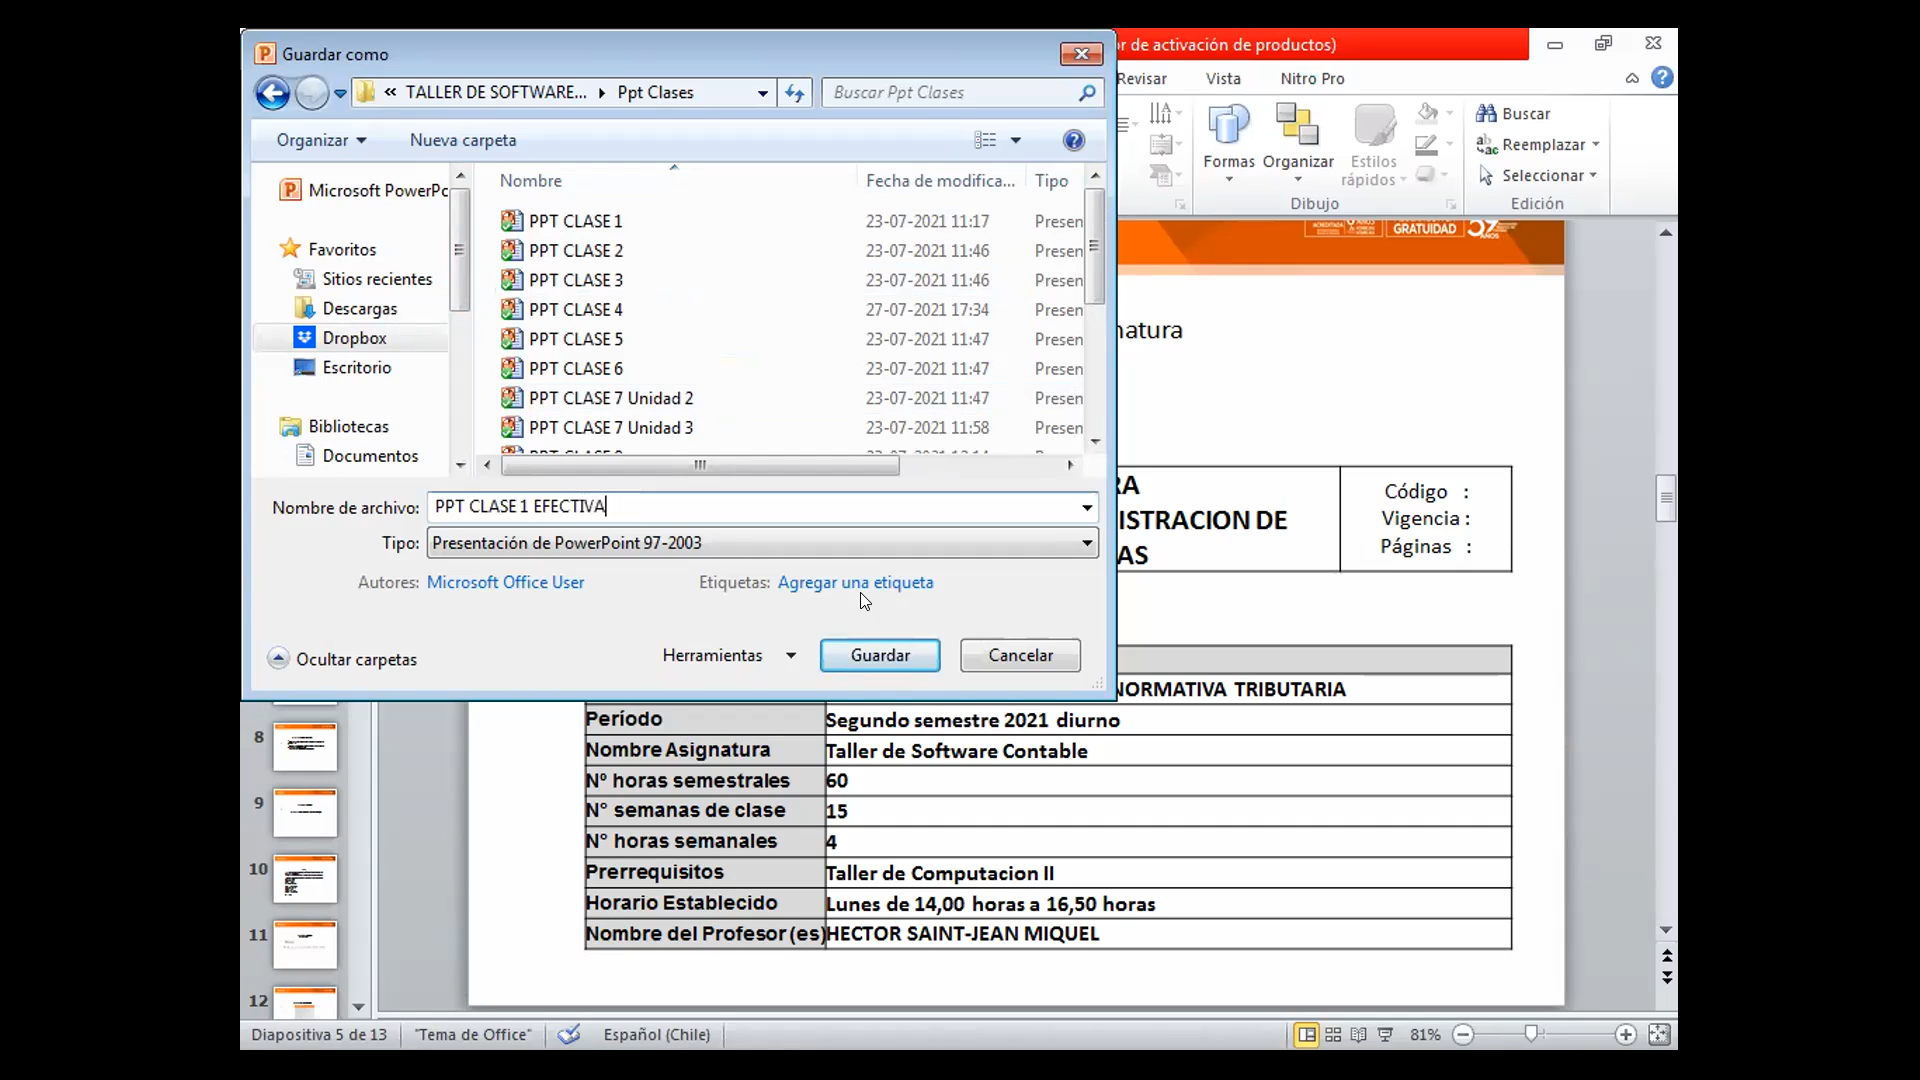 Guardar como
r de activación de productos)
« TALLER DE SOFTWARE... Ppt Clases
Buscar Ppt Clases
Revisar
Vista
Nitro Pro
Organizar
Nueva carpeta
Formas
Organizar
Estilos rápidos
Buscar
Reemplazar
Seleccionar
Dibujo
Edición
Microsoft PowerPo
Favoritos
Sitios recientes
Descargas
Dropbox
Escritorio
Bibliotecas
Documentos
Nombre Fecha de modifica... Tipo
PPT CLASE 1 23-07-2021 11:17 Presen
PPT CLASE 2 23-07-2021 11:46 Presen
PPT CLASE 3 23-07-2021 11:46 Presen
PPT CLASE 4 27-07-2021 17:34 Presen
PPT CLASE 5 23-07-2021 11:47 Presen
PPT CLASE 6 23-07-2021 11:47 Presen
PPT CLASE 7 Unidad 2 23-07-2021 11:47 Presen
PPT CLASE 7 Unidad 3 23-07-2021 11:58 Presen
Nombre de archivo: PPT CLASE 1 EFECTIVA
Tipo: Presentación de PowerPoint 97-2003
Autores: Microsoft Office User Etiquetas: Agregar una etiqueta
Ocultar carpetas
Herramientas
Guardar
Cancelar
GRATUIDAD
natura
RA
ISTRACION DE
AS
Código :
Vigencia :
Páginas :
NORMATIVA TRIBUTARIA
Período Segundo semestre 2021 diurno
Nombre Asignatura Taller de Software Contable
Nº horas semestrales 60
N° semanas de clase 15
N° horas semanales 4
Prerrequisitos Taller de Computacion II
Horario Establecido Lunes de 14,00 horas a 16,50 horas
Nombre del Profesor (es) HECTOR SAINT-JEAN MIQUEL
8
9
10
11
12
Diapositiva 5 de 13
"Tema de Office"
Español (Chile)
81%